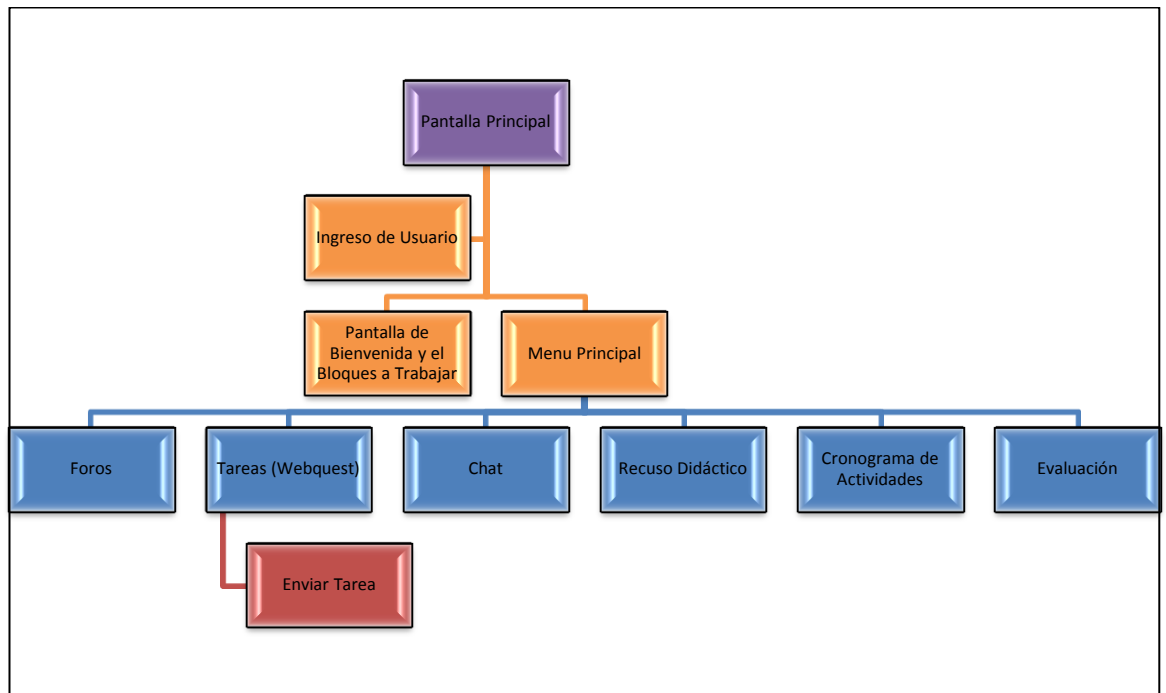 Pantalla Principal
Ingreso de Usuario
Pantalla de
Bienvenida y el
Bloques a Trabajar
Menu Principal
Foros
Tareas (Webquest)
Chat
Recuso Didáctico
Cronograma de
Actividades
Evaluación
Enviar Tarea